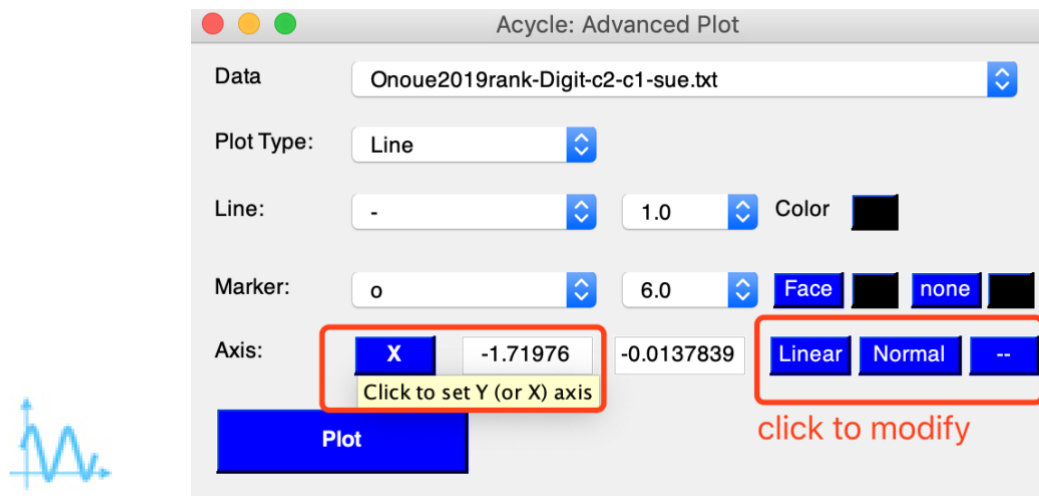 Acycle: Advanced Plot
Data Onoue2019rank-Digit-c2-c1-sue.txt
Plot Type: Line
Line: - 1.0 Color
Marker: o 6.0 Face none
Axis: X -1.71976 -0.0137839 Linear Normal --
Click to set Y (or X) axis
Plot
click to modify